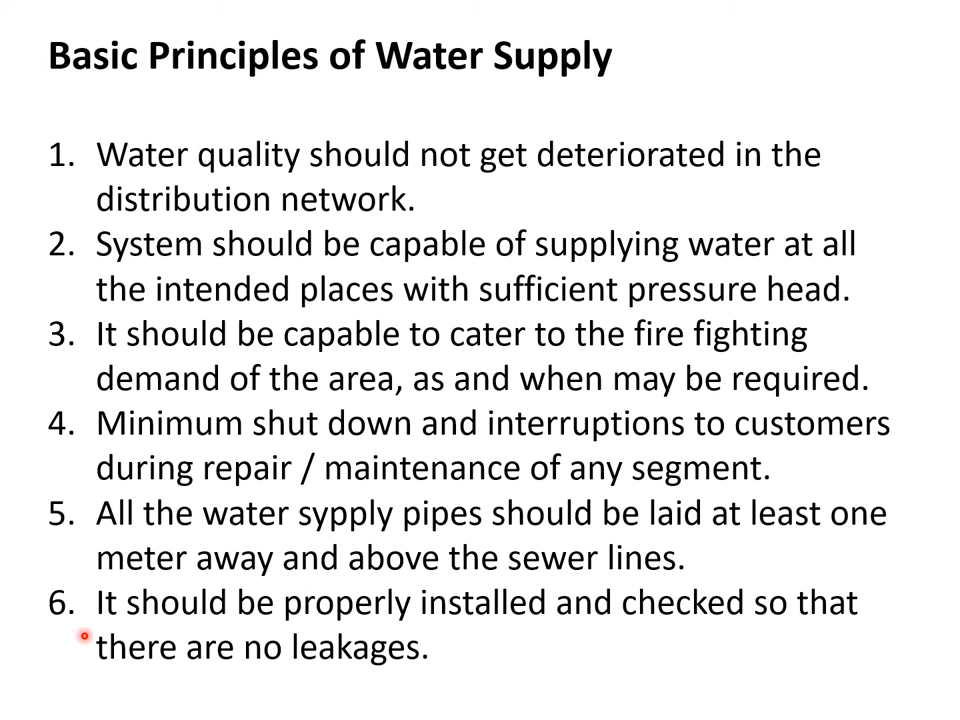 Basic Principles of Water Supply
1. Water quality should not get deteriorated in the
distribution network.
2. System should be capable of supplying water at all
the intended places with sufficient pressure head.
3. It should be capable to cater to the fire fighting
demand of the area, as and when may be required.
4. Minimum shut down and interruptions to customers
during repair / maintenance of any segment.
5. All the water sypply pipes should be laid at least one
meter away and above the sewer lines.
6. It should be properly installed and checked so that
there are no leakages.